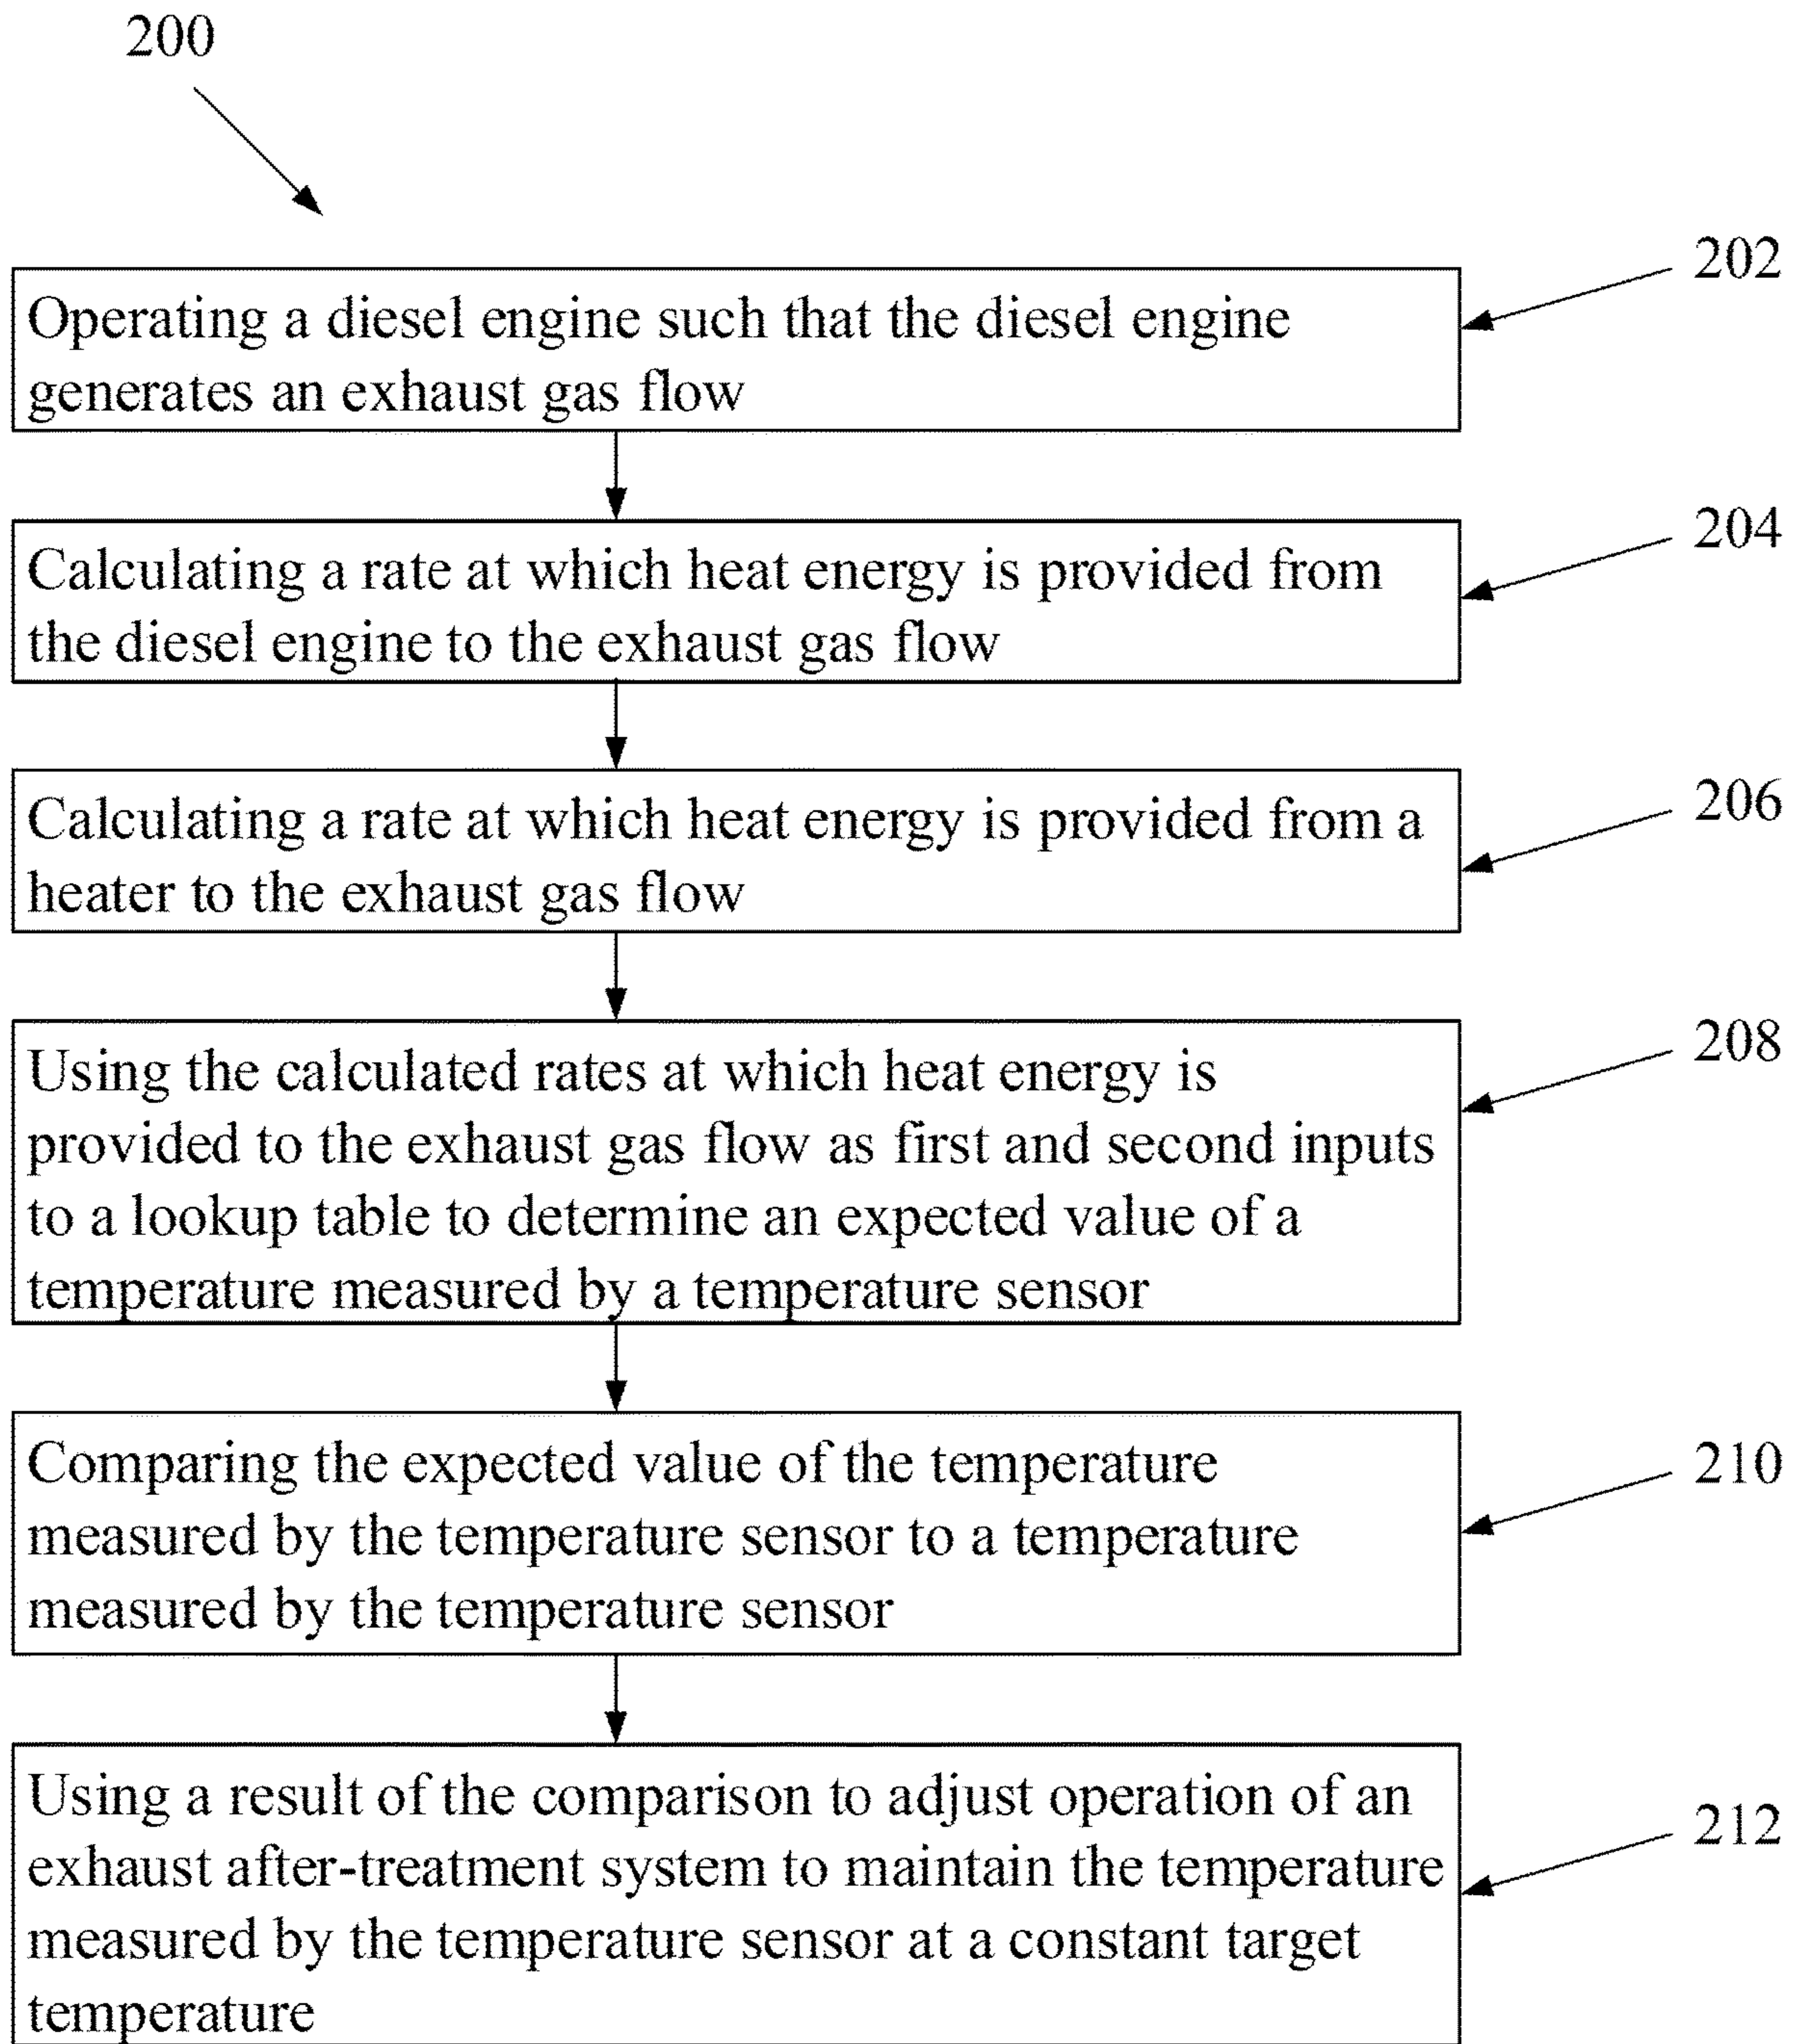 200
202
Operating a diesel engine such that the diesel engine
generates an exhaust gas flow
204
Calculating a rate at which heat energy is provided from
the diesel engine to the exhaust gas flow
206
Calculating a rate at which heat energy is provided from a
heater to the exhaust gas flow
208
Using the calculated rates at which heat energy is
provided to the exhaust gas flow as first and second inputs
to a lookup table to determine an expected value of a
temperature measured by a temperature sensor
210
Comparing the expected value of the temperature
measured by the temperature sensor to a temperature
measured by the temperature sensor
212
Using a result of the comparison to adjust operation of an
exhaust after-treatment system to maintain the temperature
measured by the temperature sensor at a constant target
temperature